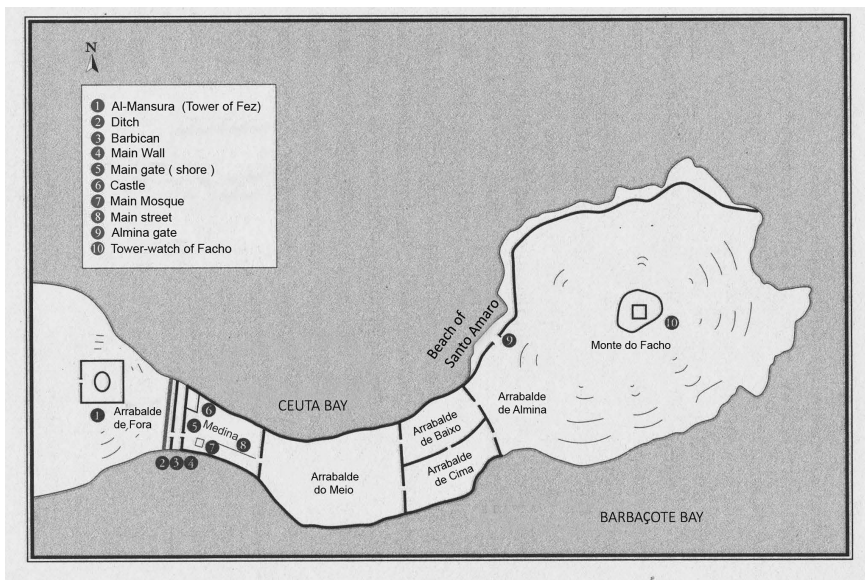 N
1 Al-Mansura (Tower of Fez)
2 Ditch
3 Barbican
4 Main Wall
5 Main gate ( shore )
6 Castle
7 Main Mosque
8 Main street
9 Almina gate
10 Tower-watch of Facho
Beach of
Santo Amaro
9
10
Monte do Facho
CEUTA BAY
Arrabalde
de Almina
1
Arrabalde
de Fora
6
5
Medina
8
7
2 3 4
Arrabalde
de Baixo
Arrabalde
de Cima
Arrabalde
do Meio
BARBAÇOTE BAY